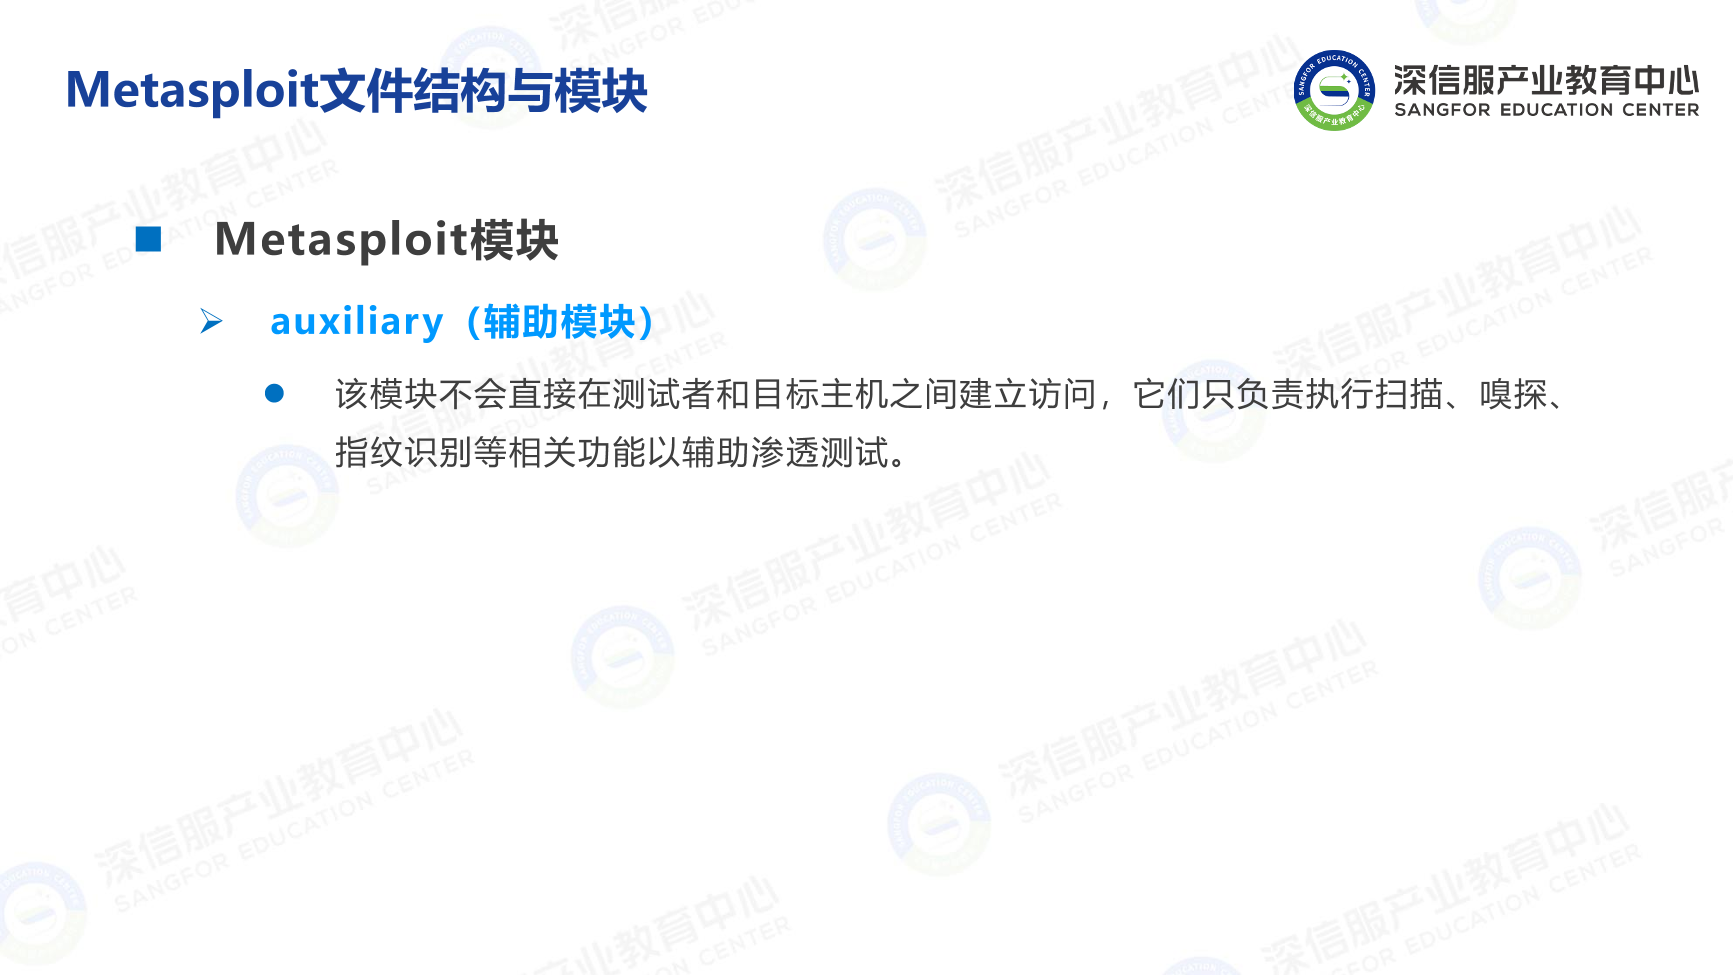 Metasploit文件结构与模块
深信服产业教育中心
SANGFOR EDUCATION CENTER
Metasploit模块
auxiliary（辅助模块）
该模块不会直接在测试者和目标主机之间建立访问，它们只负责执行扫描、嗅探、
指纹识别等相关功能以辅助渗透测试。